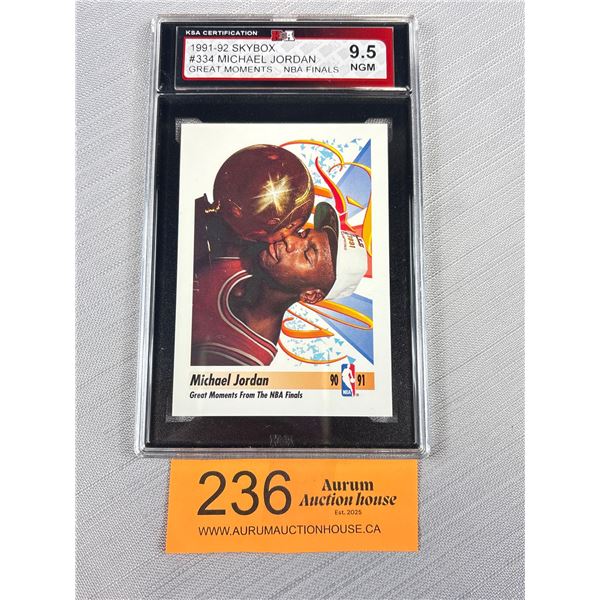 KSA CERTIFICATION
KSA
1991-92 SKYBOX
#334 MICHAEL JORDAN
GREAT MOMENTS - NBA FINALS
9.5
NGM
Michael Jordan
Great Moments From The NBA Finals
90 91
NBA
236
Aurum
Auction house
Est. 2025
WWW.AURUMAUCTIONHOUSE.CA